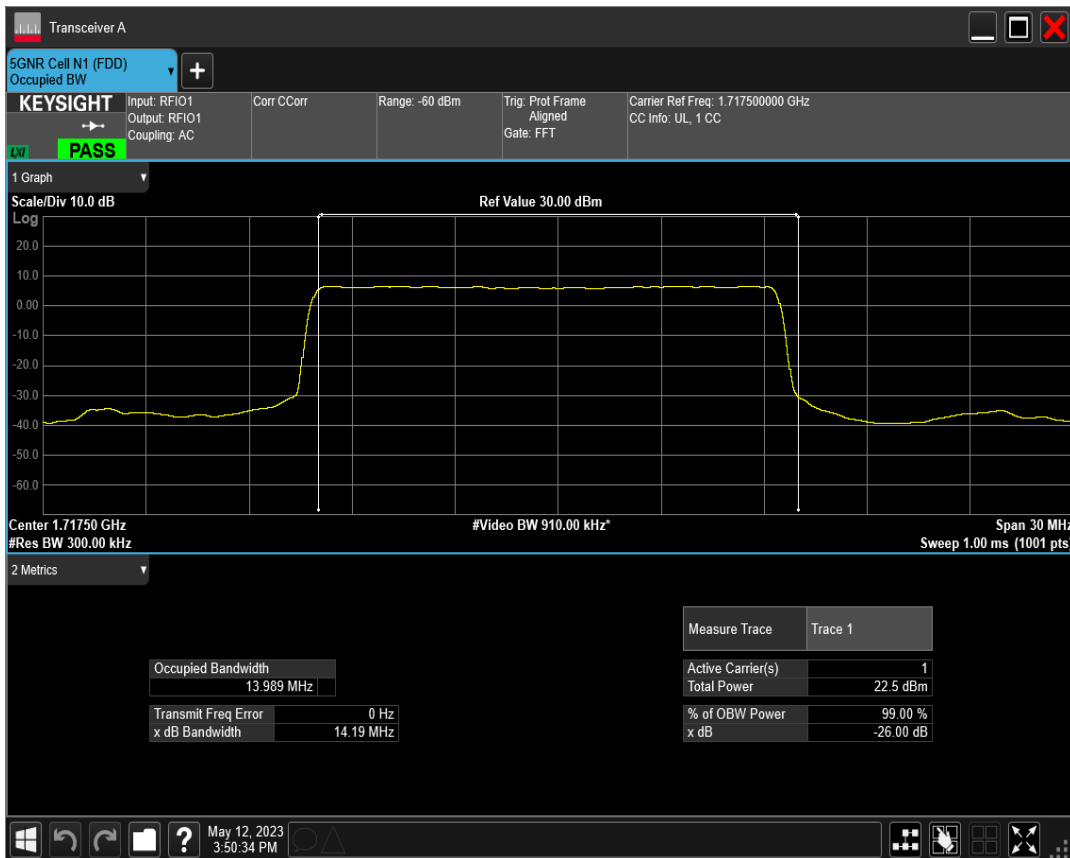 Transceiver A
5GNR Cell N1 (FDD)
Occupied BW
+
KEYSIGHT
LXI
PASS
Input: RFIO1
Output: RFIO1
Coupling: AC
Corr CCorr
Range: -60 dBm
Trig: Prot Frame
Aligned
Gate: FFT
Carrier Ref Freq: 1.717500000 GHz
CC Info: UL, 1 CC
1 Graph
Scale/Div 10.0 dB
Ref Value 30.00 dBm
Log
20.0
10.0
0.00
-10.0
-20.0
-30.0
-40.0
-50.0
-60.0
Center 1.71750 GHz
#Video BW 910.00 kHz*
Span 30 MHz
#Res BW 300.00 kHz
Sweep 1.00 ms (1001 pts)
2 Metrics
Measure Trace Trace 1
Occupied Bandwidth
13.989 MHz
Active Carrier(s) 1
Total Power 22.5 dBm
Transmit Freq Error 0 Hz
x dB Bandwidth 14.19 MHz
% of OBW Power 99.00 %
x dB -26.00 dB
?
May 12, 2023
3:50:34 PM